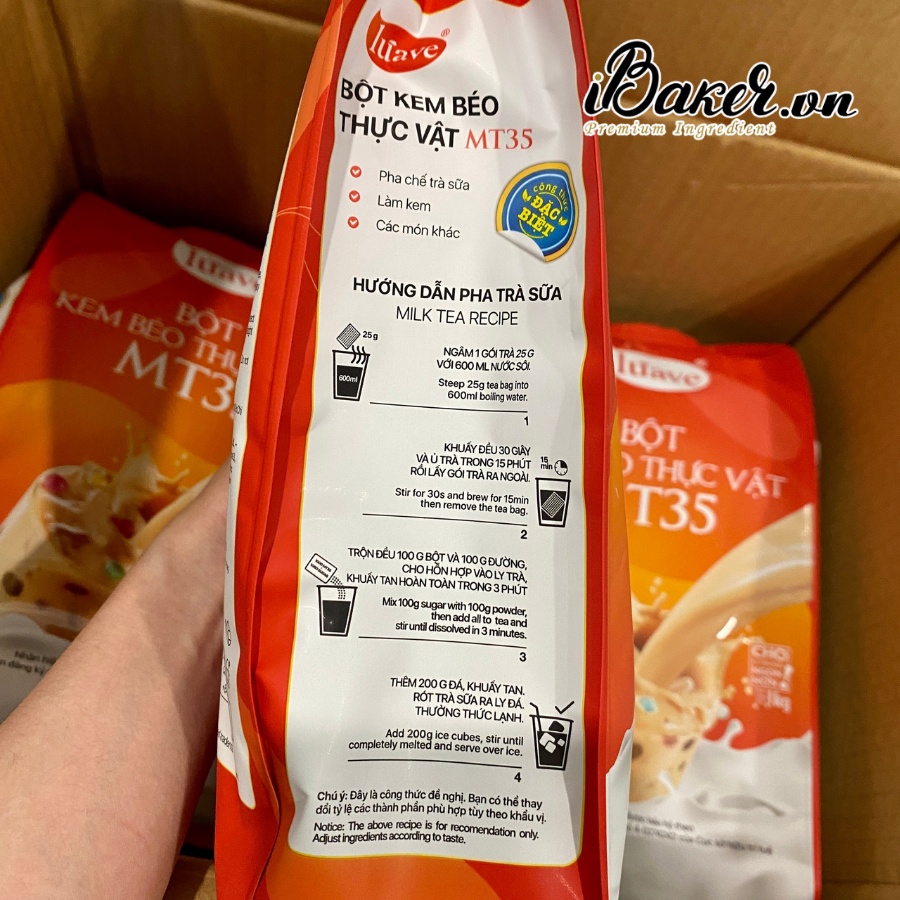 lúave®
BỘT KEM BÉO
THỰC VẬT MT35
Pha chế trà sữa
Làm kem
Các món khác
công thức
ĐẶC
BIỆT
HƯỚNG DẪN PHA TRÀ SỮA
MILK TEA RECIPE
25g
600ml
NGÂM 1 GÓI TRÀ 25 G
VỚI 600 ML NƯỚC SÔI.
Steep 25g tea bag into
600ml boiling water.
1
KHUẤY ĐỀU 30 GIÂY
VÀ Ủ TRÀ TRONG 15 PHÚT
RỒI LẤY GÓI TRÀ RA NGOÀI.
15
min
Stir for 30s and brew for 15min
then remove the tea bag.
2
TRỘN ĐỀU 100 G BỘT VÀ 100 G ĐƯỜNG,
CHO HỖN HỢP VÀO LY TRÀ,
KHUẤY TAN HOÀN TOÀN TRONG 3 PHÚT
Mix 100g sugar with 100g powder,
then add all to tea and
stir until dissolved in 3 minutes.
3
THÊM 200 G ĐÁ, KHUẤY TAN.
RÓT TRÀ SỮA RA LY ĐÁ.
THƯỞNG THỨC LẠNH.
Add 200g ice cubes, stir until
completely melted and serve over ice.
4
Chú ý: Đây là công thức đề nghị. Bạn có thể thay
đổi tỷ lệ các thành phần phù hợp tùy theo khẩu vị.
Notice: The above recipe is for recomendation only.
Adjust ingredients according to taste.
iBaker.vn
Premium Ingredient
lúave
BỘT
KEM BÉO
lúave
BỘT
THỰC VẬT
T35